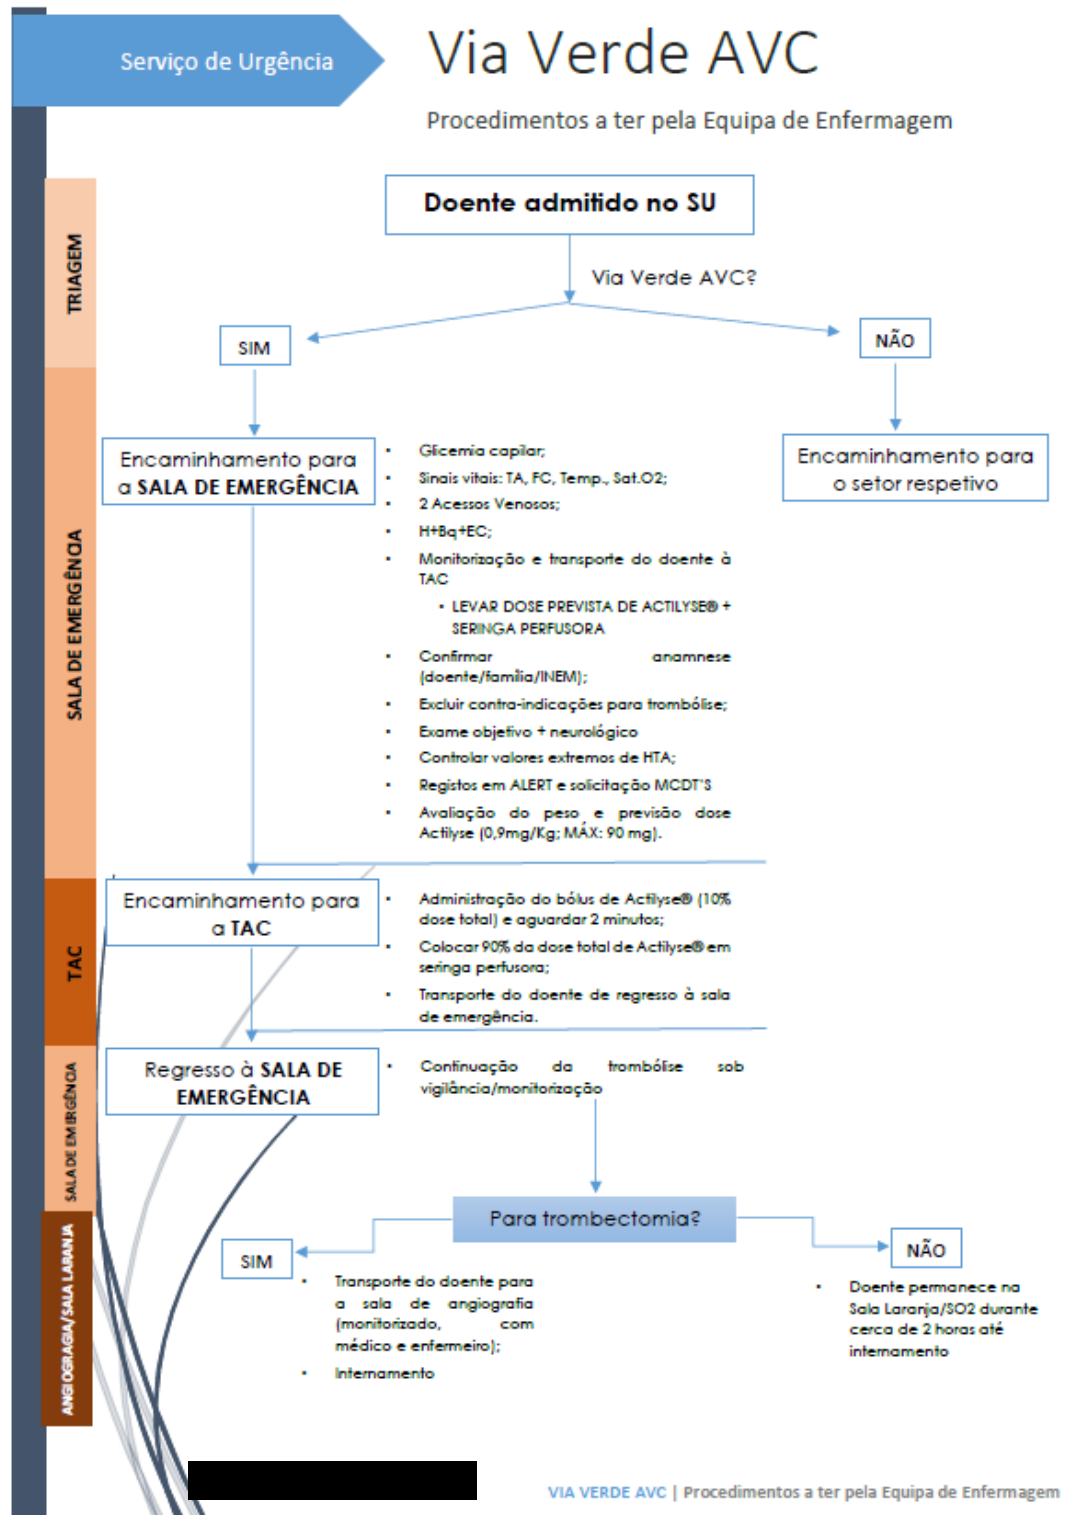 Serviço de Urgência
Via Verde AVC
Procedimentos a ter pela Equipa de Enfermagem
TRIAGEM
Doente admitido no SU
Via Verde AVC?
SIM
NÃO
SALA DE EMERGÊNCIA
Encaminhamento para
a SALA DE EMERGÊNCIA
Encaminhamento para
o setor respetivo
▪ Glicemia capilar;
▪ Sinais vitais: TA, FC, Temp., Sat.O2;
▪ 2 Acessos Venosos;
▪ H+Bq+EC;
▪ Monitorização e transporte do doente à
TAC
▪ LEVAR DOSE PREVISTA DE ACTILYSE® +
SERINGA PERFUSORA
▪ Confirmar anamnese
(doente/família/INEM);
▪ Excluir contra-indicações para trombólise;
▪ Exame objetivo + neurológico
▪ Controlar valores extremos de HTA;
▪ Registos em ALERT e solicitação MCDT'S
▪ Avaliação do peso e previsão dose
Actilyse (0,9mg/Kg; MÁX: 90 mg).
TAC
Encaminhamento para
a TAC
▪ Administração do bólus de Actilyse® (10%
dose total) e aguardar 2 minutos;
▪ Colocar 90% da dose total de Actilyse® em
seringa perfusora;
▪ Transporte do doente de regresso à sala
de emergência.
SALA DE EMERGÊNCIA
Regresso à SALA DE
EMERGÊNCIA
▪ Continuação da trombólise sob
vigilância/monitorização
Para trombectomia?
ANGIOGRAGIA/SALA LARANJA
SIM
▪ Transporte do doente para
a sala de angiografia
(monitorizado, com
médico e enfermeiro);
▪ Internamento
NÃO
▪ Doente permanece na
Sala Laranja/SO2 durante
cerca de 2 horas até
internamento
VIA VERDE AVC | Procedimentos a ter pela Equipa de Enfermagem